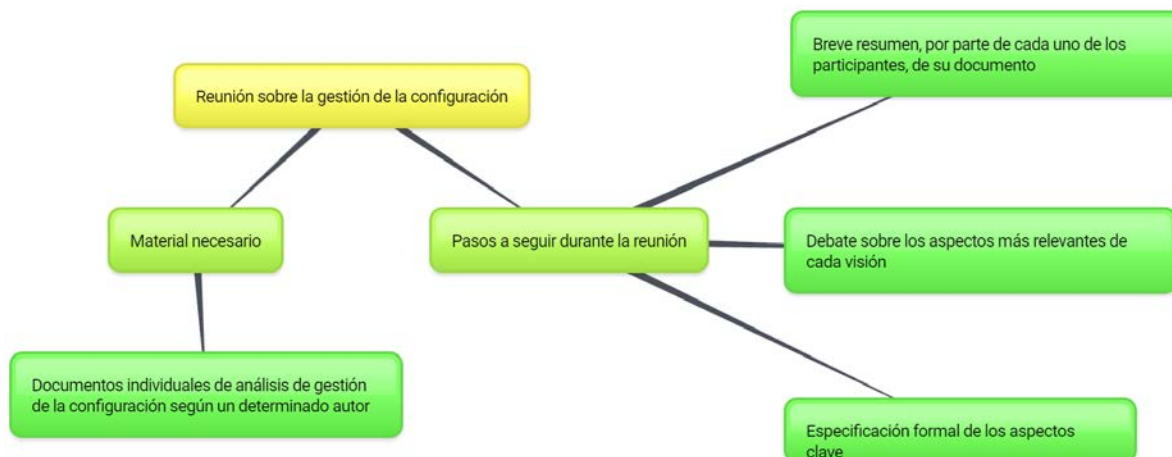 Reunión sobre la gestión de la configuración
Material necesario
Documentos individuales de análisis de gestión
de la configuración según un determinado autor
Pasos a seguir durante la reunión
Breve resumen, por parte de cada uno de los
participantes, de su documento
Debate sobre los aspectos más relevantes de
cada visión
Especificación formal de los aspectos
clave